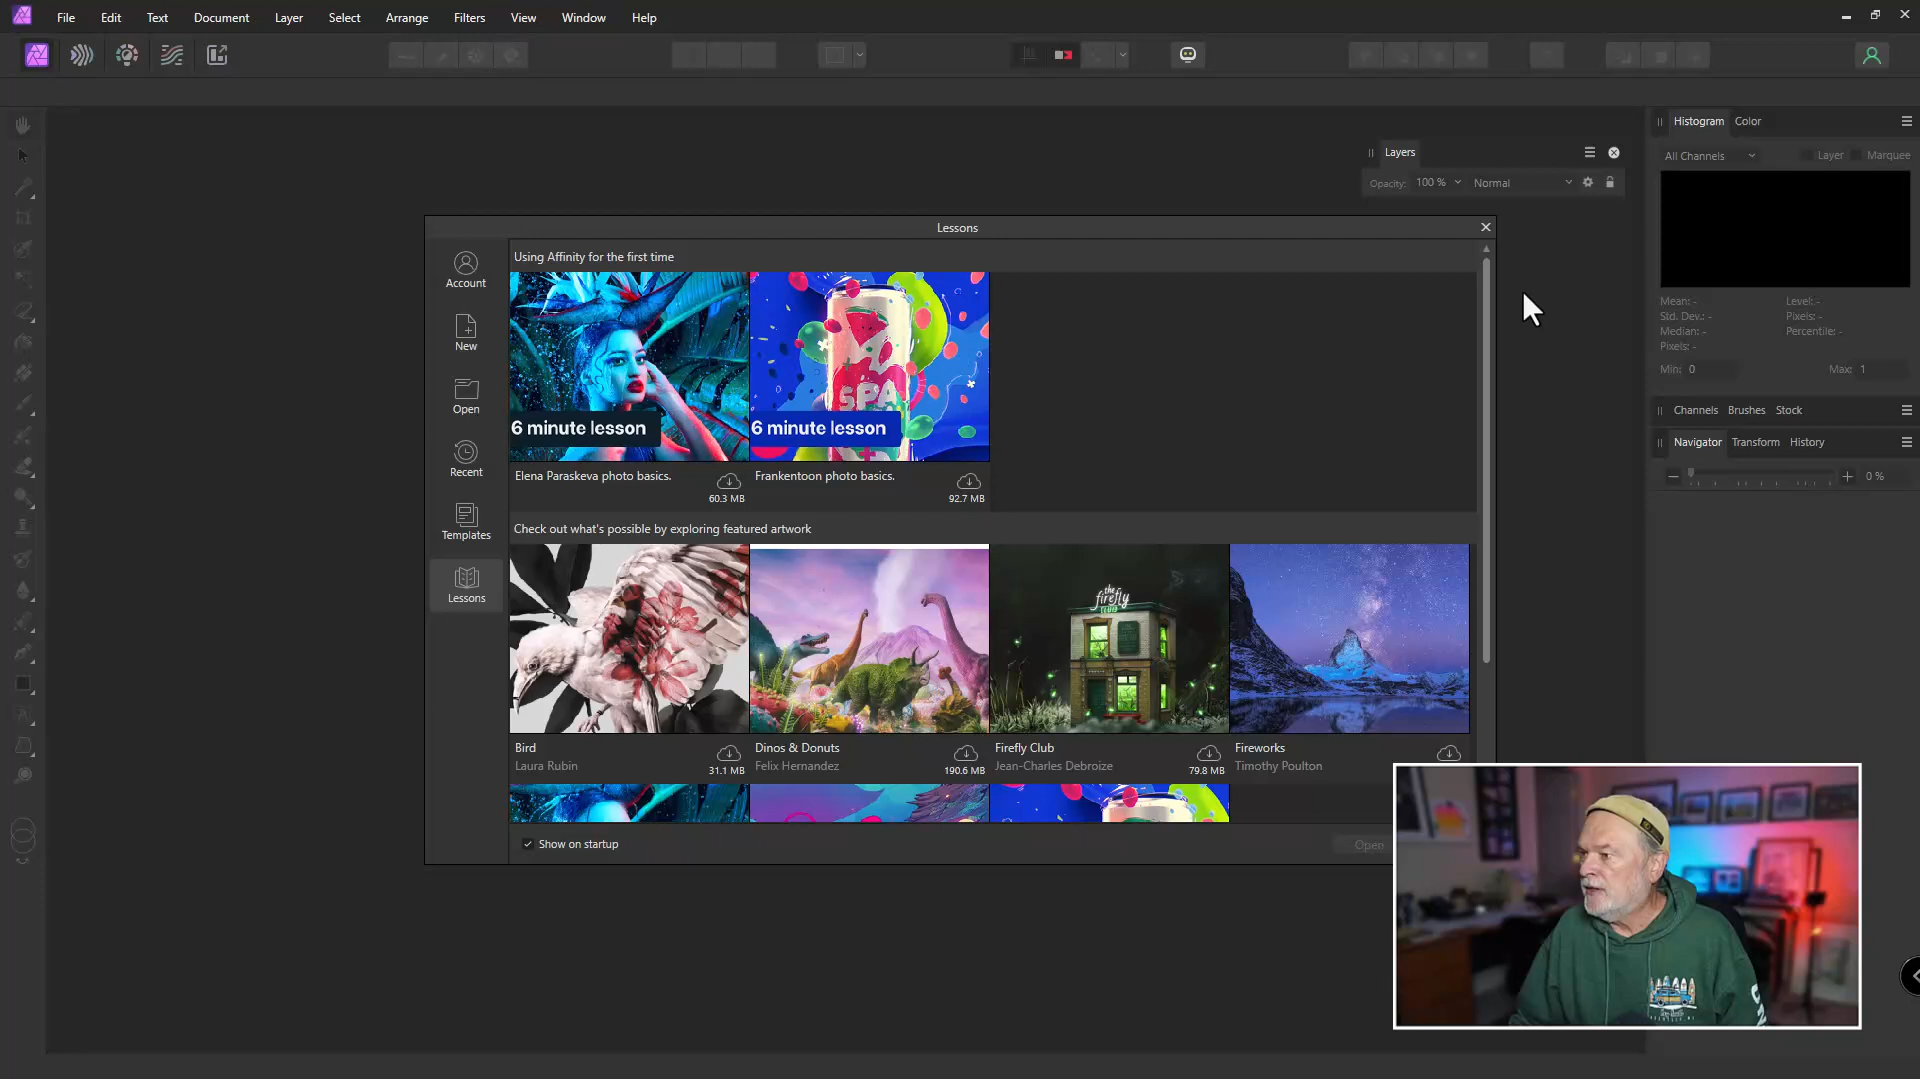 File Edit Text Document Layer Select Arrange Filters View Window Help
Histogram Color
Layers
All Channels Layer Marquee
Opacity: 100 % Normal
Lessons
Using Affinity for the first time
Account
New
Open
Recent
Templates
Lessons
SPA
6 minute lesson 6 minute lesson
Elena Paraskeva photo basics. Frankentoon photo basics.
60.3 MB 92.7 MB
Check out what's possible by exploring featured artwork
the firefly CLUB
Bird Dinos & Donuts Firefly Club Fireworks
Laura Rubin Felix Hernandez Jean-Charles Debroize Timothy Poulton
31.1 MB 190.6 MB 79.8 MB
Show on startup
Open
Mean: - Level: -
Std. Dev.: - Pixels: -
Median: - Percentile: -
Pixels: -
Min: 0 Max: 1
Channels Brushes Stock
Navigator Transform History
0 %